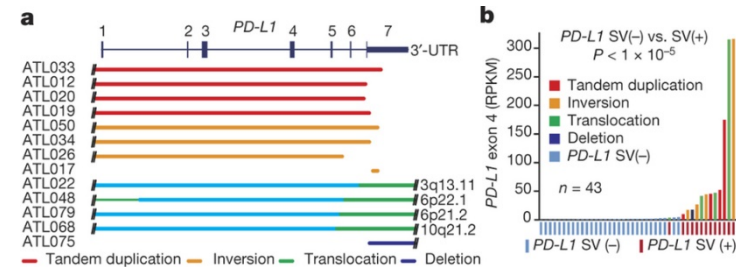 a
1 2 3 PD-L1 4 5 6 7
3′-UTR
ATL033
ATL012
ATL020
ATL019
ATL050
ATL034
ATL026
ATL017
ATL022 3q13.11
ATL048 6p22.1
ATL079 6p21.2
ATL068 10q21.2
ATL075
Tandem duplication Inversion Translocation Deletion
b
PD-L1 SV(–) vs. SV(+)
P < 1 × 10⁻⁵
Tandem duplication
Inversion
Translocation
Deletion
PD-L1 SV(–)
n = 43
PD-L1 exon 4 (RPKM)
300
250
200
150
100
50
0
PD-L1 SV (–) PD-L1 SV (+)